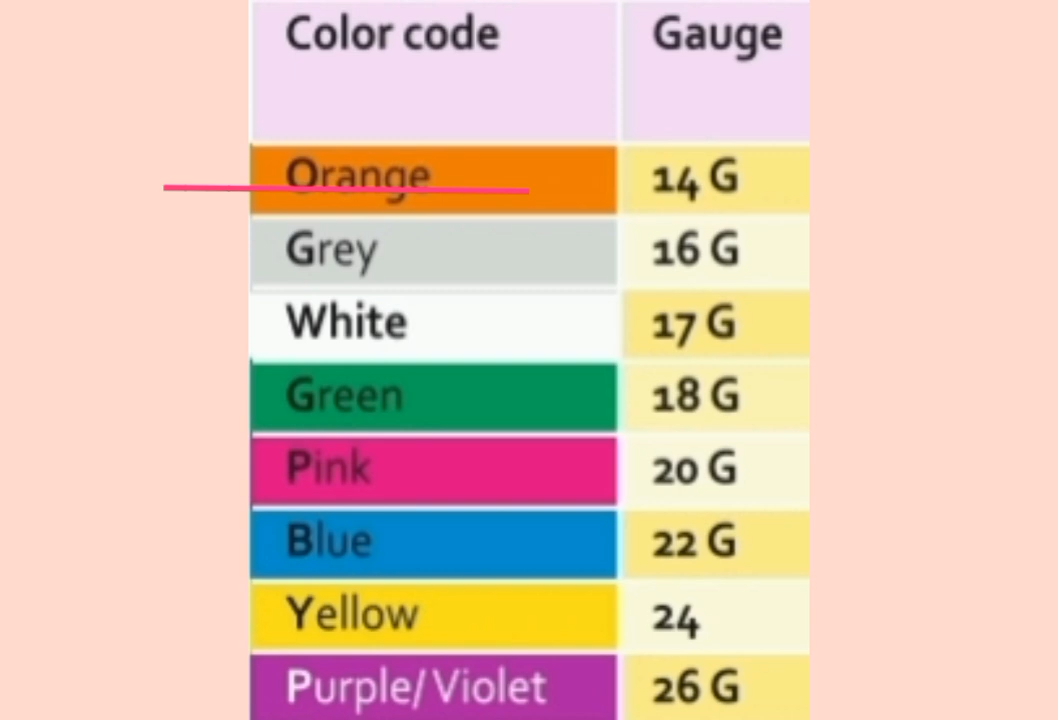 Color code Gauge
Orange 14 G
Grey 16 G
White 17 G
Green 18 G
Pink 20 G
Blue 22 G
Yellow 24
Purple/ Violet 26 G